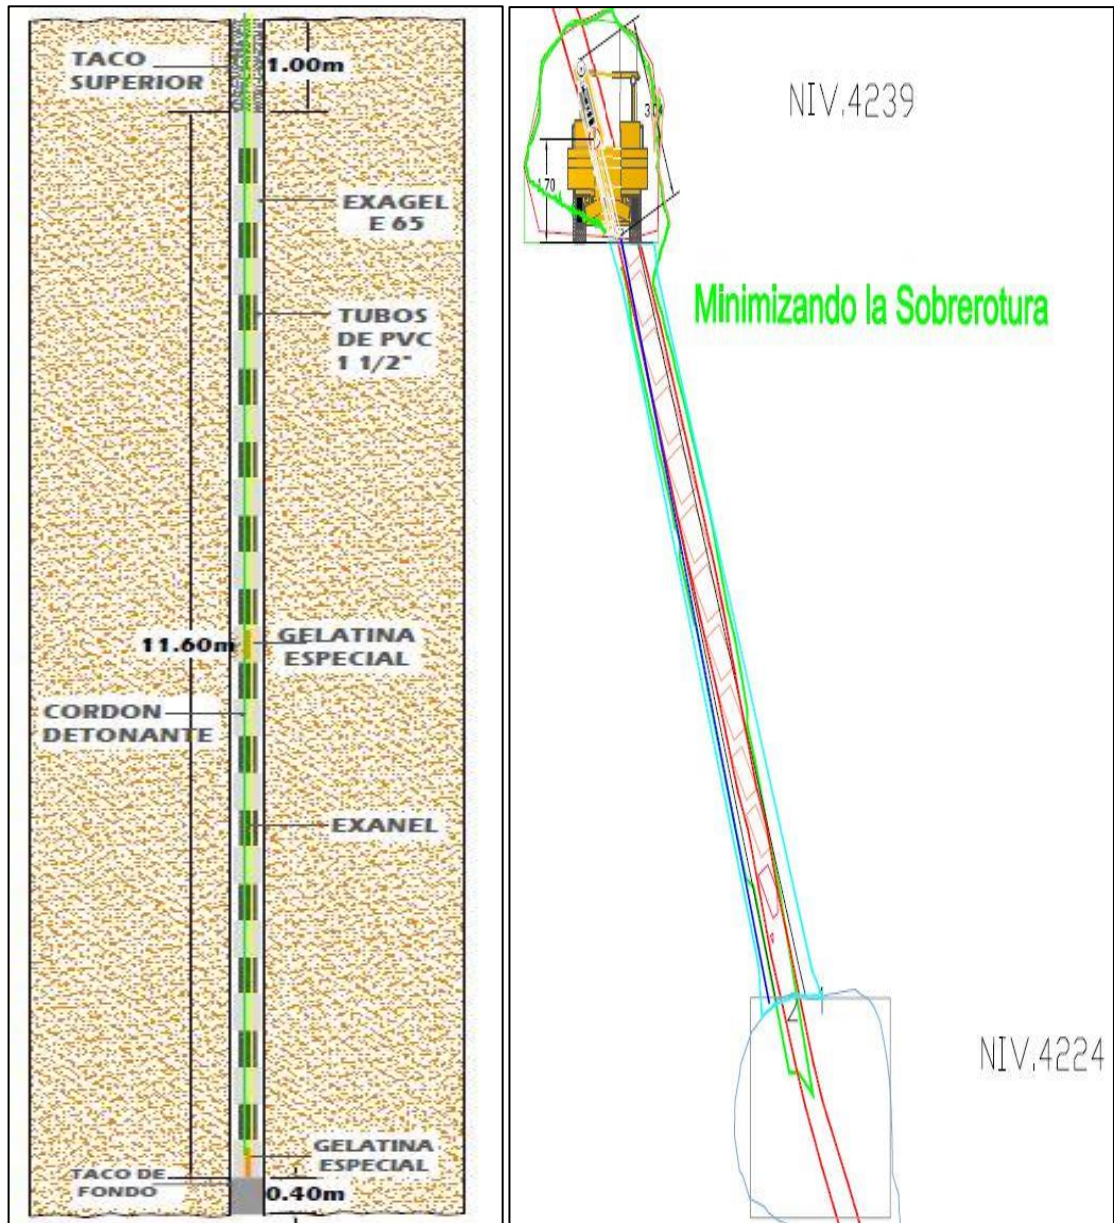 TACO
SUPERIOR
1.00m
EXAGEL
E 65
TUBOS
DE PVC
1 1/2"
11.60m
GELATINA
ESPECIAL
CORDON
DETONANTE
EXANEL
GELATINA
ESPECIAL
TACO DE
FONDO
0.40m
NIV.4239
Minimizando la Sobrerotura
NIV.4224